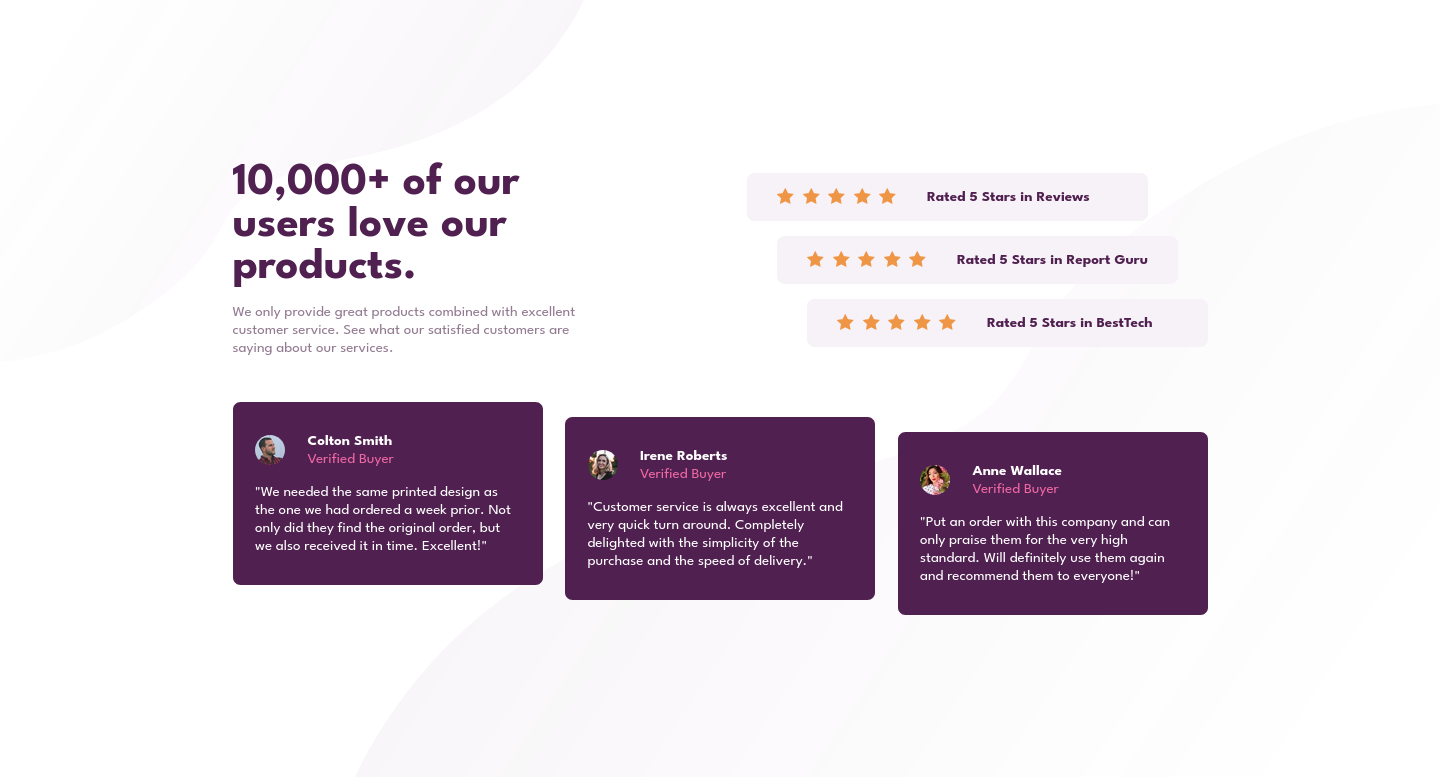 10,000+ of our
users love our
products.
We only provide great products combined with excellent
customer service. See what our satisfied customers are
saying about our services.
Rated 5 Stars in Reviews
Rated 5 Stars in Report Guru
Rated 5 Stars in BestTech
Colton Smith
Verified Buyer
"We needed the same printed design as
the one we had ordered a week prior. Not
only did they find the original order, but
we also received it in time. Excellent!"
Irene Roberts
Verified Buyer
"Customer service is always excellent and
very quick turn around. Completely
delighted with the simplicity of the
purchase and the speed of delivery."
Anne Wallace
Verified Buyer
"Put an order with this company and can
only praise them for the very high
standard. Will definitely use them again
and recommend them to everyone!"